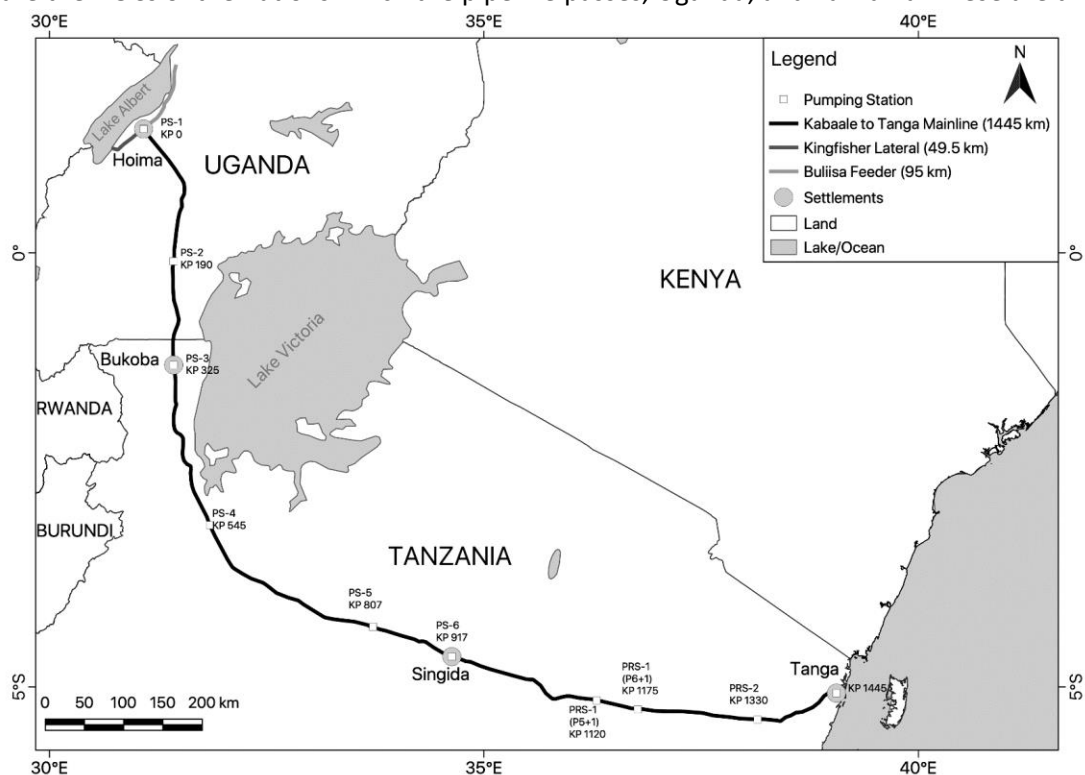 30°E
40°E
Legend
N
Pumping Station
Kabaale to Tanga Mainline (1445 km)
Kingfisher Lateral (49.5 km)
Buliisa Feeder (95 km)
Settlements
Land
Lake/Ocean
Lake Albert
PS-1
KP 0
Hoima
UGANDA
0°
0°
PS-2
KP 190
KENYA
Lake Victoria
Bukoba
PS-3
KP 325
RWANDA
BURUNDI
PS-4
KP 545
TANZANIA
PS-5
KP 807
PS-6
KP 917
Singida
PRS-1
(P6+1)
KP 1175
PRS-1
(P5+1)
KP 1120
PRS-2
KP 1330
Tanga
KP 1445
5°S
5°S
0 50 100 150 200 km
30°E
35°E
40°E